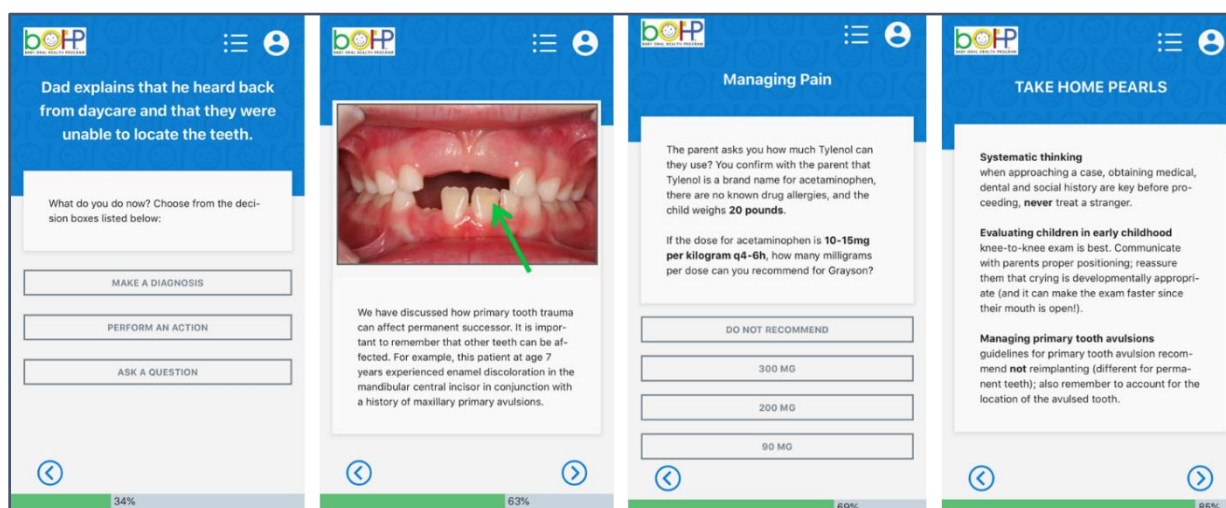 bOHP
BABY ORAL HEALTH PROGRAM
Dad explains that he heard back
from daycare and that they were
unable to locate the teeth.
What do you do now? Choose from the deci-
sion boxes listed below:
MAKE A DIAGNOSIS
PERFORM AN ACTION
ASK A QUESTION
34%
bOHP
BABY ORAL HEALTH PROGRAM
We have discussed how primary tooth trauma
can affect permanent successor. It is impor-
tant to remember that other teeth can be af-
fected. For example, this patient at age 7
years experienced enamel discoloration in the
mandibular central incisor in conjunction with
a history of maxillary primary avulsions.
63%
bOHP
BABY ORAL HEALTH PROGRAM
Managing Pain
The parent asks you how much Tylenol can
they use? You confirm with the parent that
Tylenol is a brand name for acetaminophen,
there are no known drug allergies, and the
child weighs 20 pounds.
If the dose for acetaminophen is 10-15mg
per kilogram q4-6h, how many milligrams
per dose can you recommend for Grayson?
DO NOT RECOMMEND
300 MG
200 MG
90 MG
69%
bOHP
BABY ORAL HEALTH PROGRAM
TAKE HOME PEARLS
Systematic thinking
when approaching a case, obtaining medical,
dental and social history are key before pro-
ceeding, never treat a stranger.
Evaluating children in early childhood
knee-to-knee exam is best. Communicate
with parents proper positioning; reassure
them that crying is developmentally appropri-
ate (and it can make the exam faster since
their mouth is open!).
Managing primary tooth avulsions
guidelines for primary tooth avulsion recom-
mend not reimplanting (different for perma-
nent teeth); also remember to account for the
location of the avulsed tooth.
85%